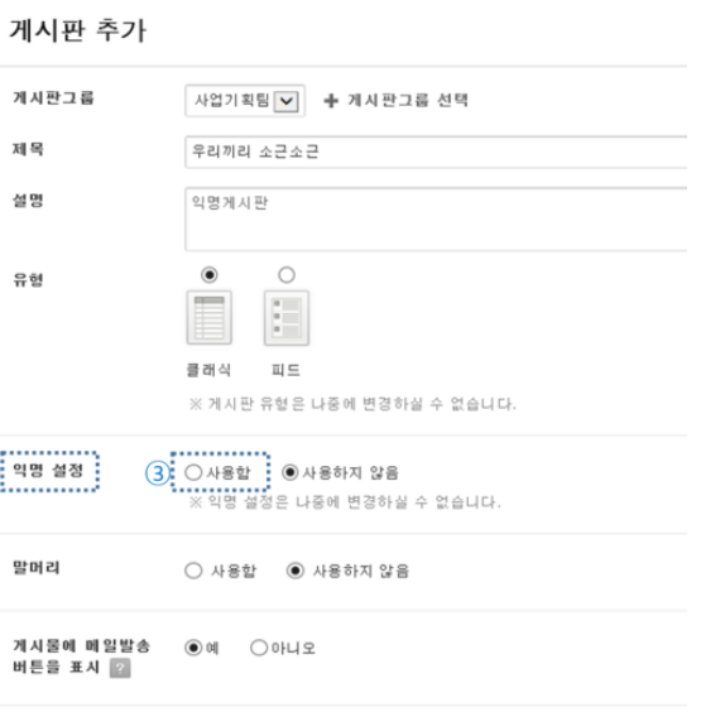 게시판 추가
게시판그룹 사업기획팀 + 게시판그룹 선택
제목 우리끼리 소근소근
설명 익명게시판
유형
클래식 피드
※ 게시판 유형은 나중에 변경하실 수 없습니다.
익명 설정 ③ 사용함 사용하지 않음
※ 익명 설정은 나중에 변경하실 수 없습니다.
말머리 사용함 사용하지 않음
게시물에 메일발송 예 아니오
버튼을 표시 ?